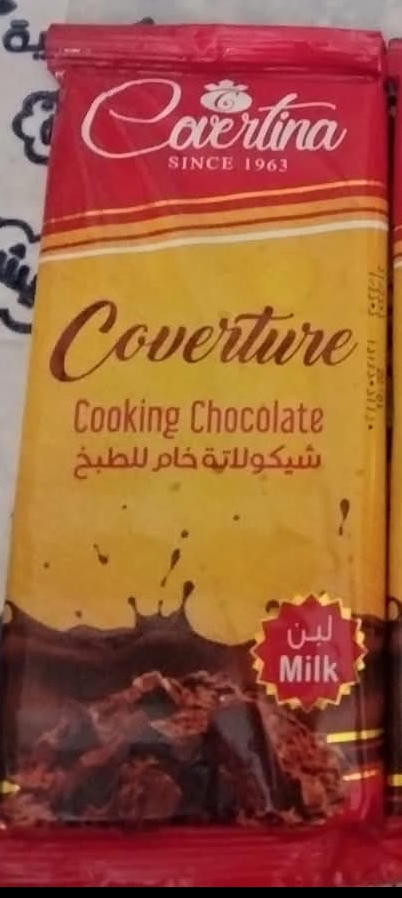 Covertina
SINCE 1963
Coverture
Cooking Chocolate
شيكولاتة خام للطبخ
لبن
Milk